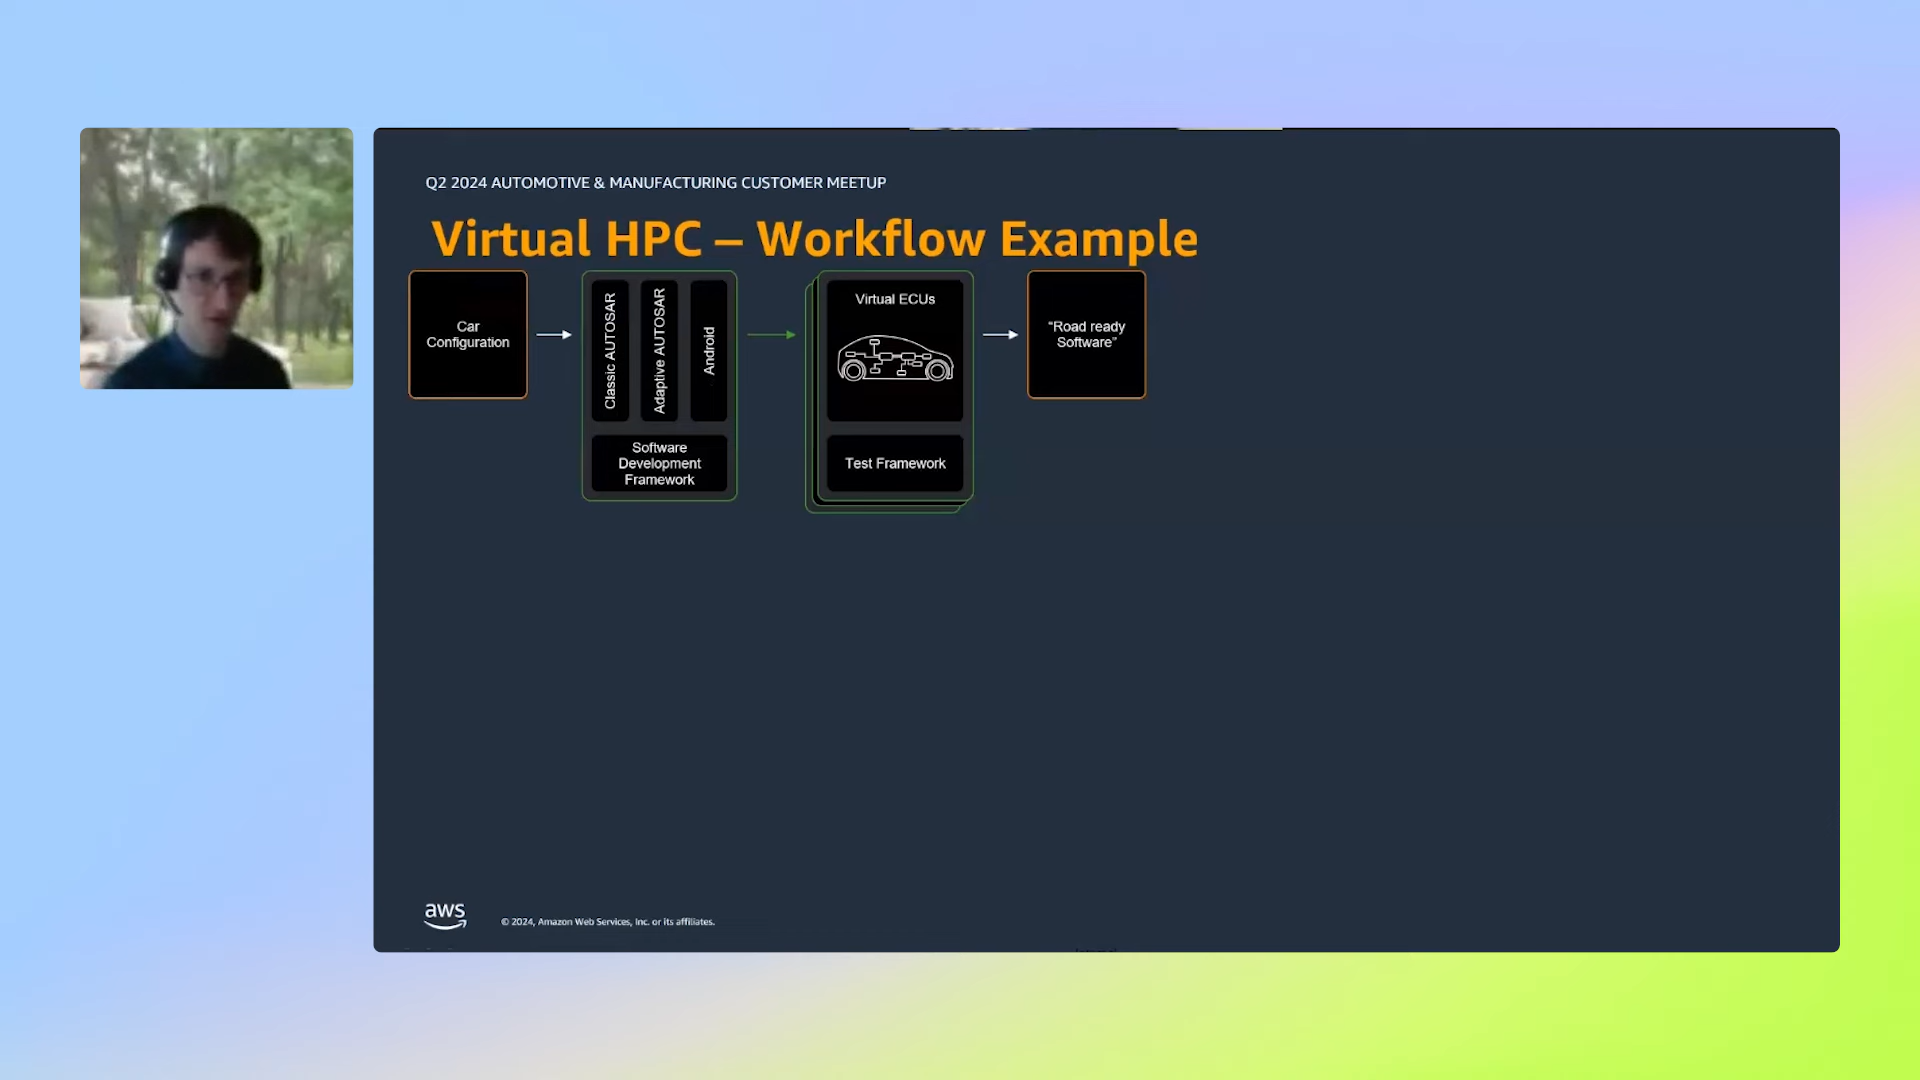 Q2 2024 AUTOMOTIVE & MANUFACTURING CUSTOMER MEETUP
Virtual HPC – Workflow Example
Car
Configuration
Classic AUTOSAR
Adaptive AUTOSAR
Android
Software
Development
Framework
Virtual ECUs
Test Framework
"Road ready
Software"
aws
© 2024, Amazon Web Services, Inc. or its affiliates.